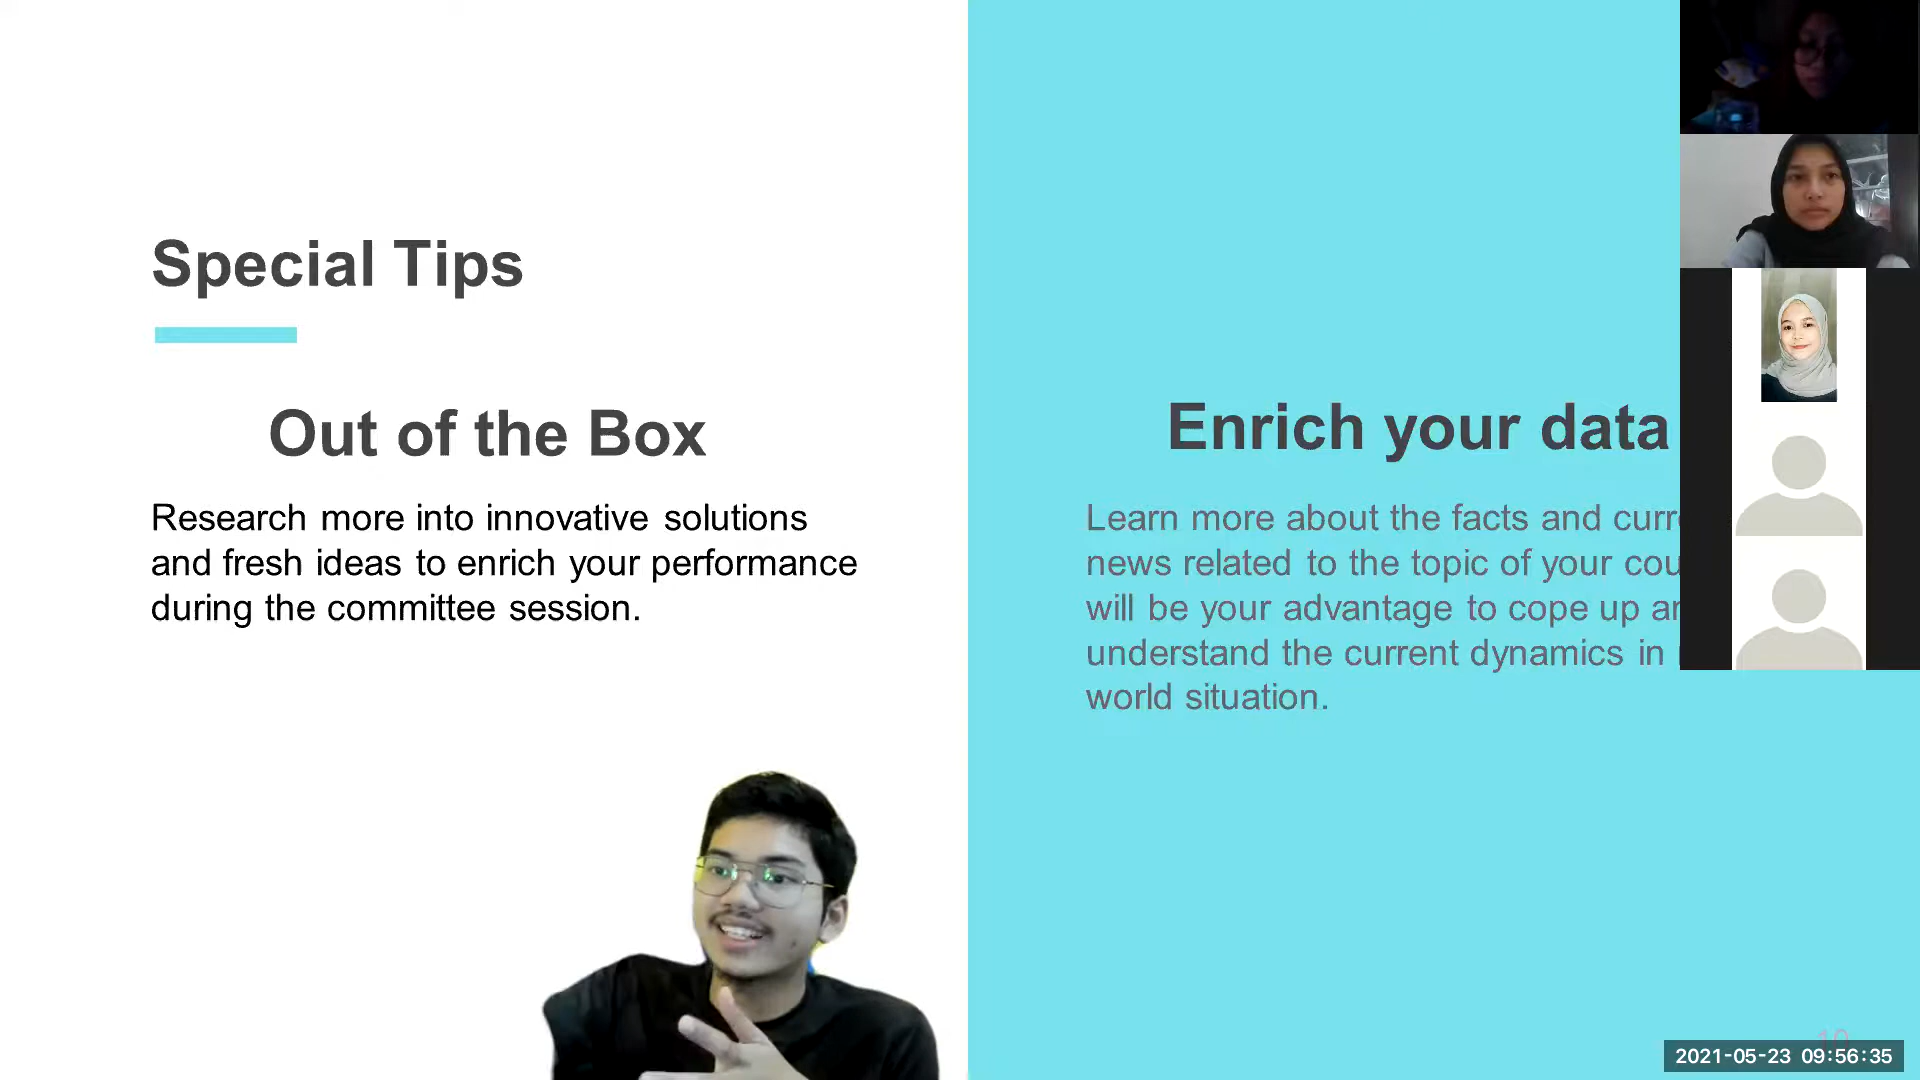 Special Tips
Out of the Box
Research more into innovative solutions
and fresh ideas to enrich your performance
during the committee session.
Enrich your data
Learn more about the facts and
news related to the topic of your
will be your advantage to cope up
understand the current dynamics in
world situation.
10
2021-05-23 09:56:35